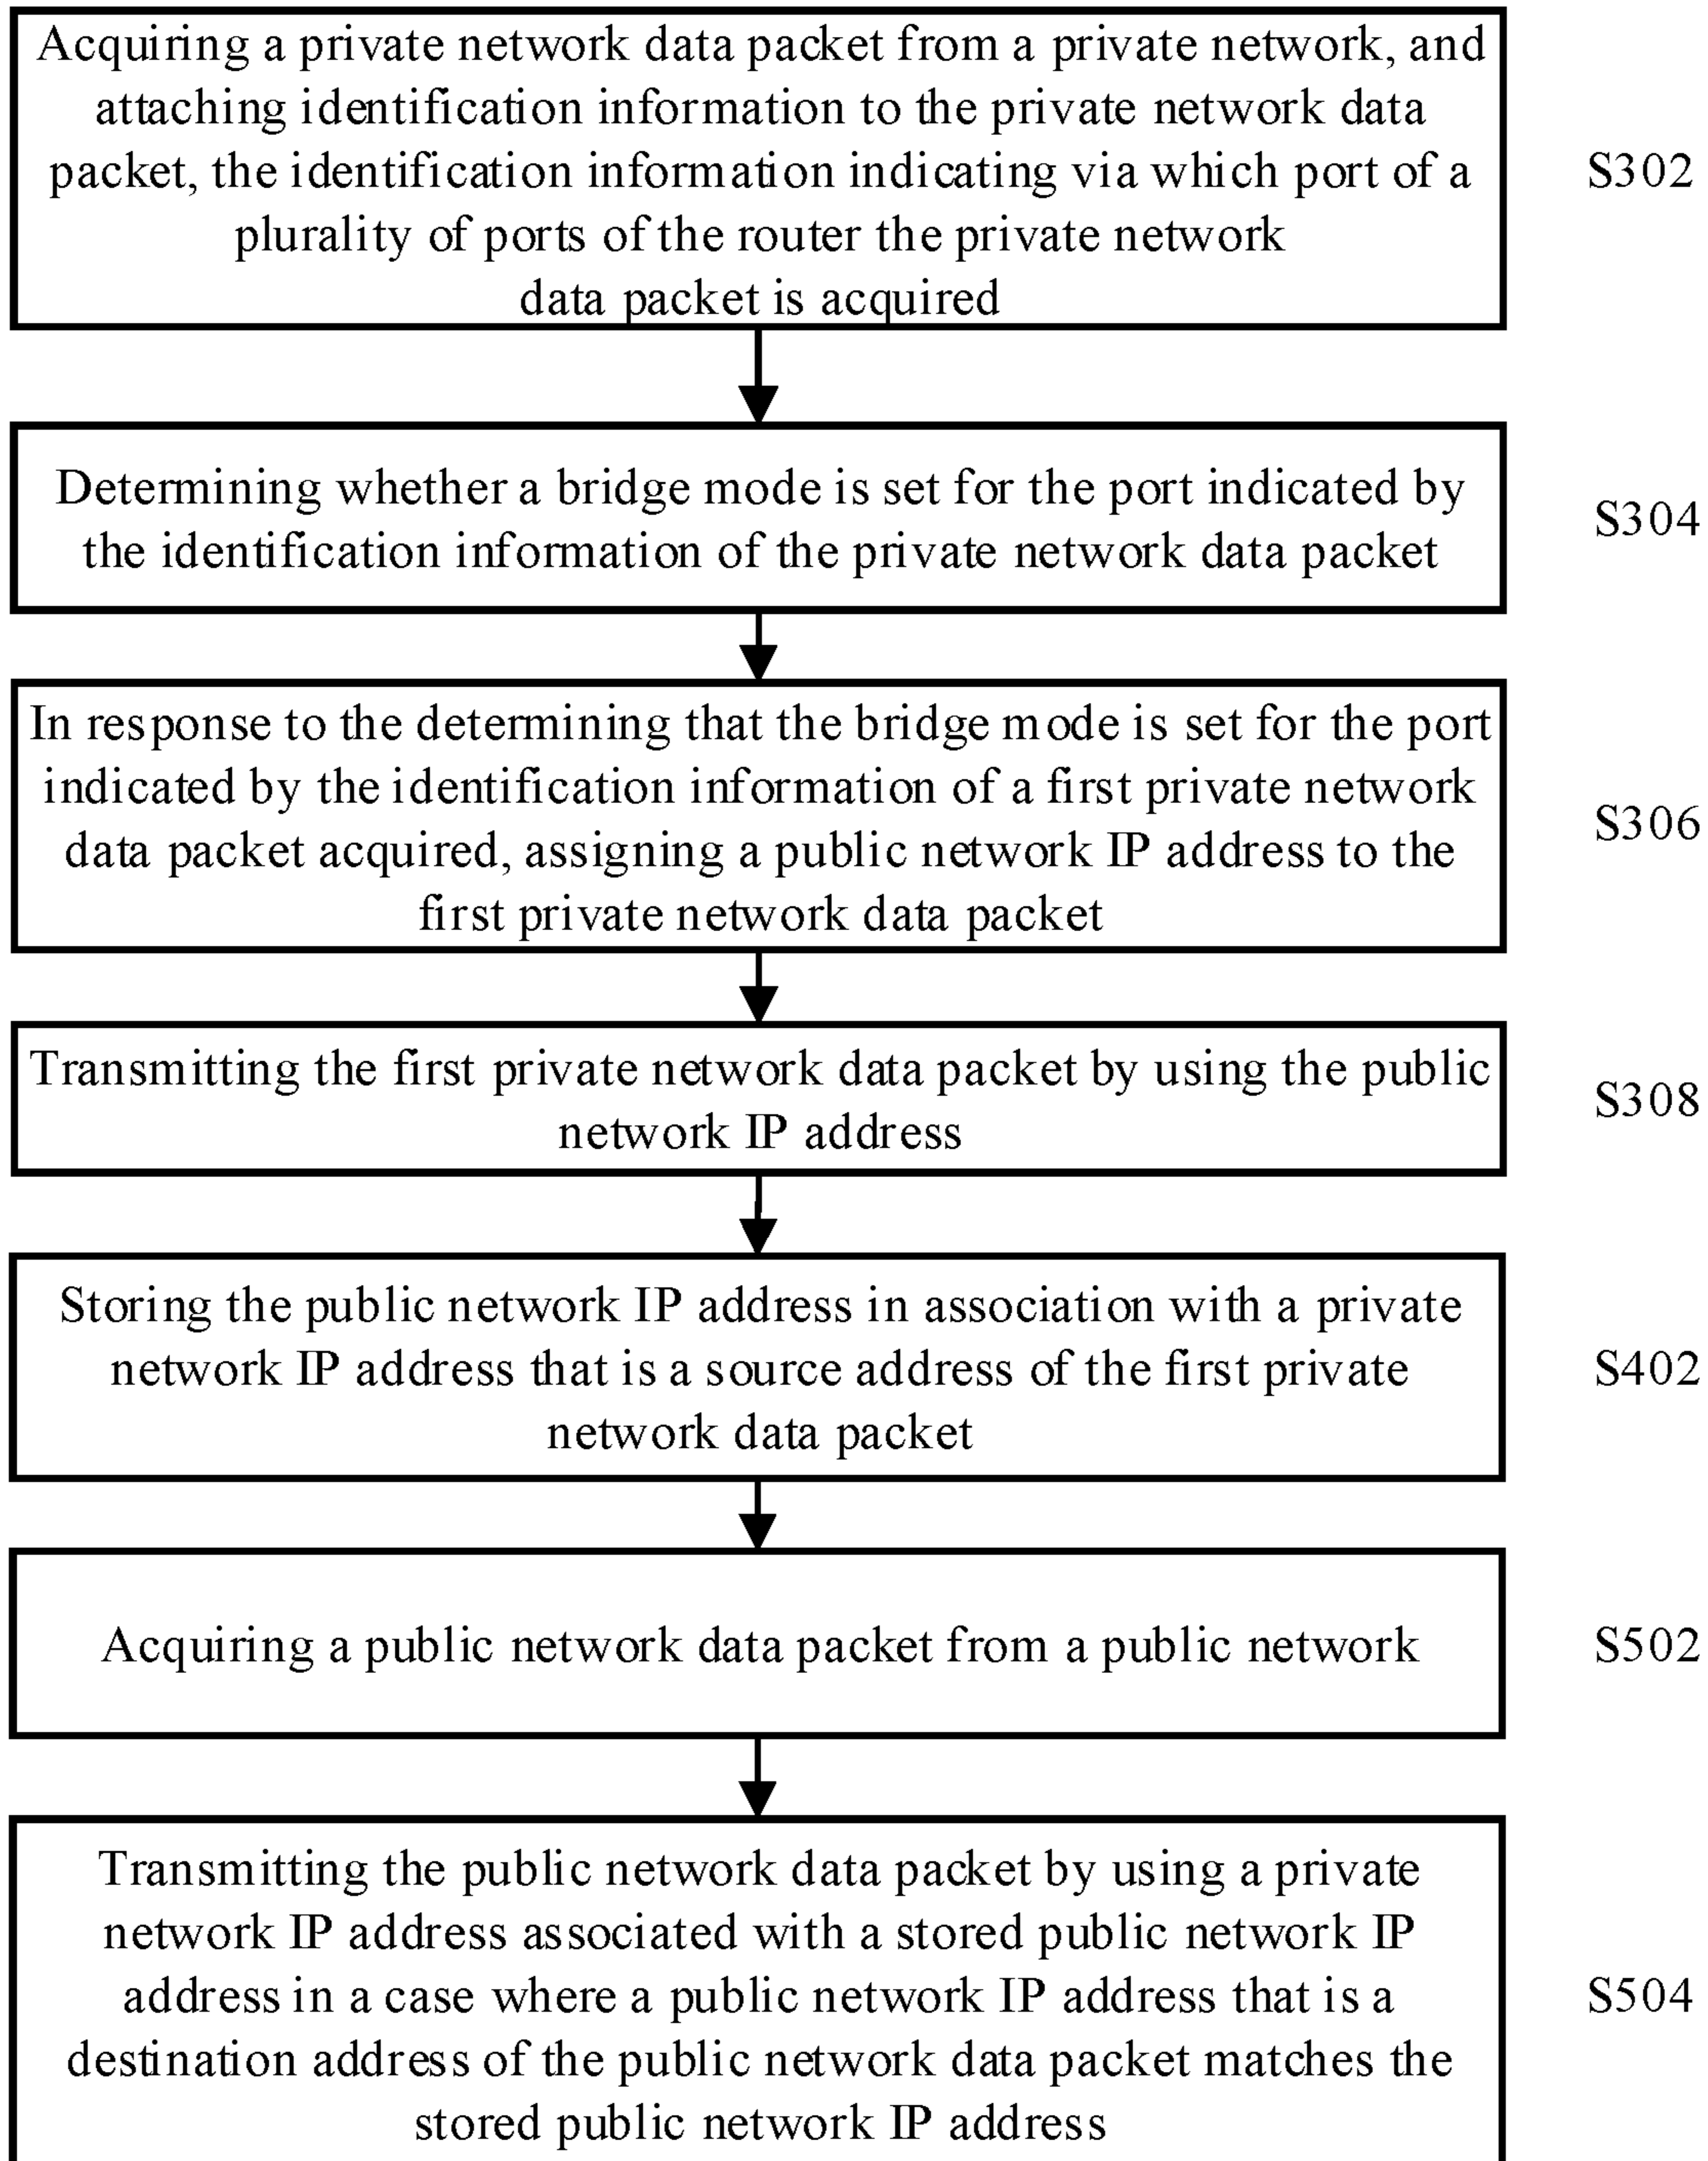 Acquiring a private network data packet from a private network, and
attaching identification information to the private network data
packet, the identification information indicating via which port of a
plurality of ports of the router the private network
data packet is acquired
S302
Determining whether a bridge mode is set for the port indicated by
the identification information of the private network data packet
S304
In response to the determining that the bridge mode is set for the port
indicated by the identification information of a first private network
data packet acquired, assigning a public network IP address to the
first private network data packet
S306
Transmitting the first private network data packet by using the public
network IP address
S308
Storing the public network IP address in association with a private
network IP address that is a source address of the first private
network data packet
S402
Acquiring a public network data packet from a public network
S502
Transmitting the public network data packet by using a private
network IP address associated with a stored public network IP
address in a case where a public network IP address that is a
destination address of the public network data packet matches the
stored public network IP address
S504